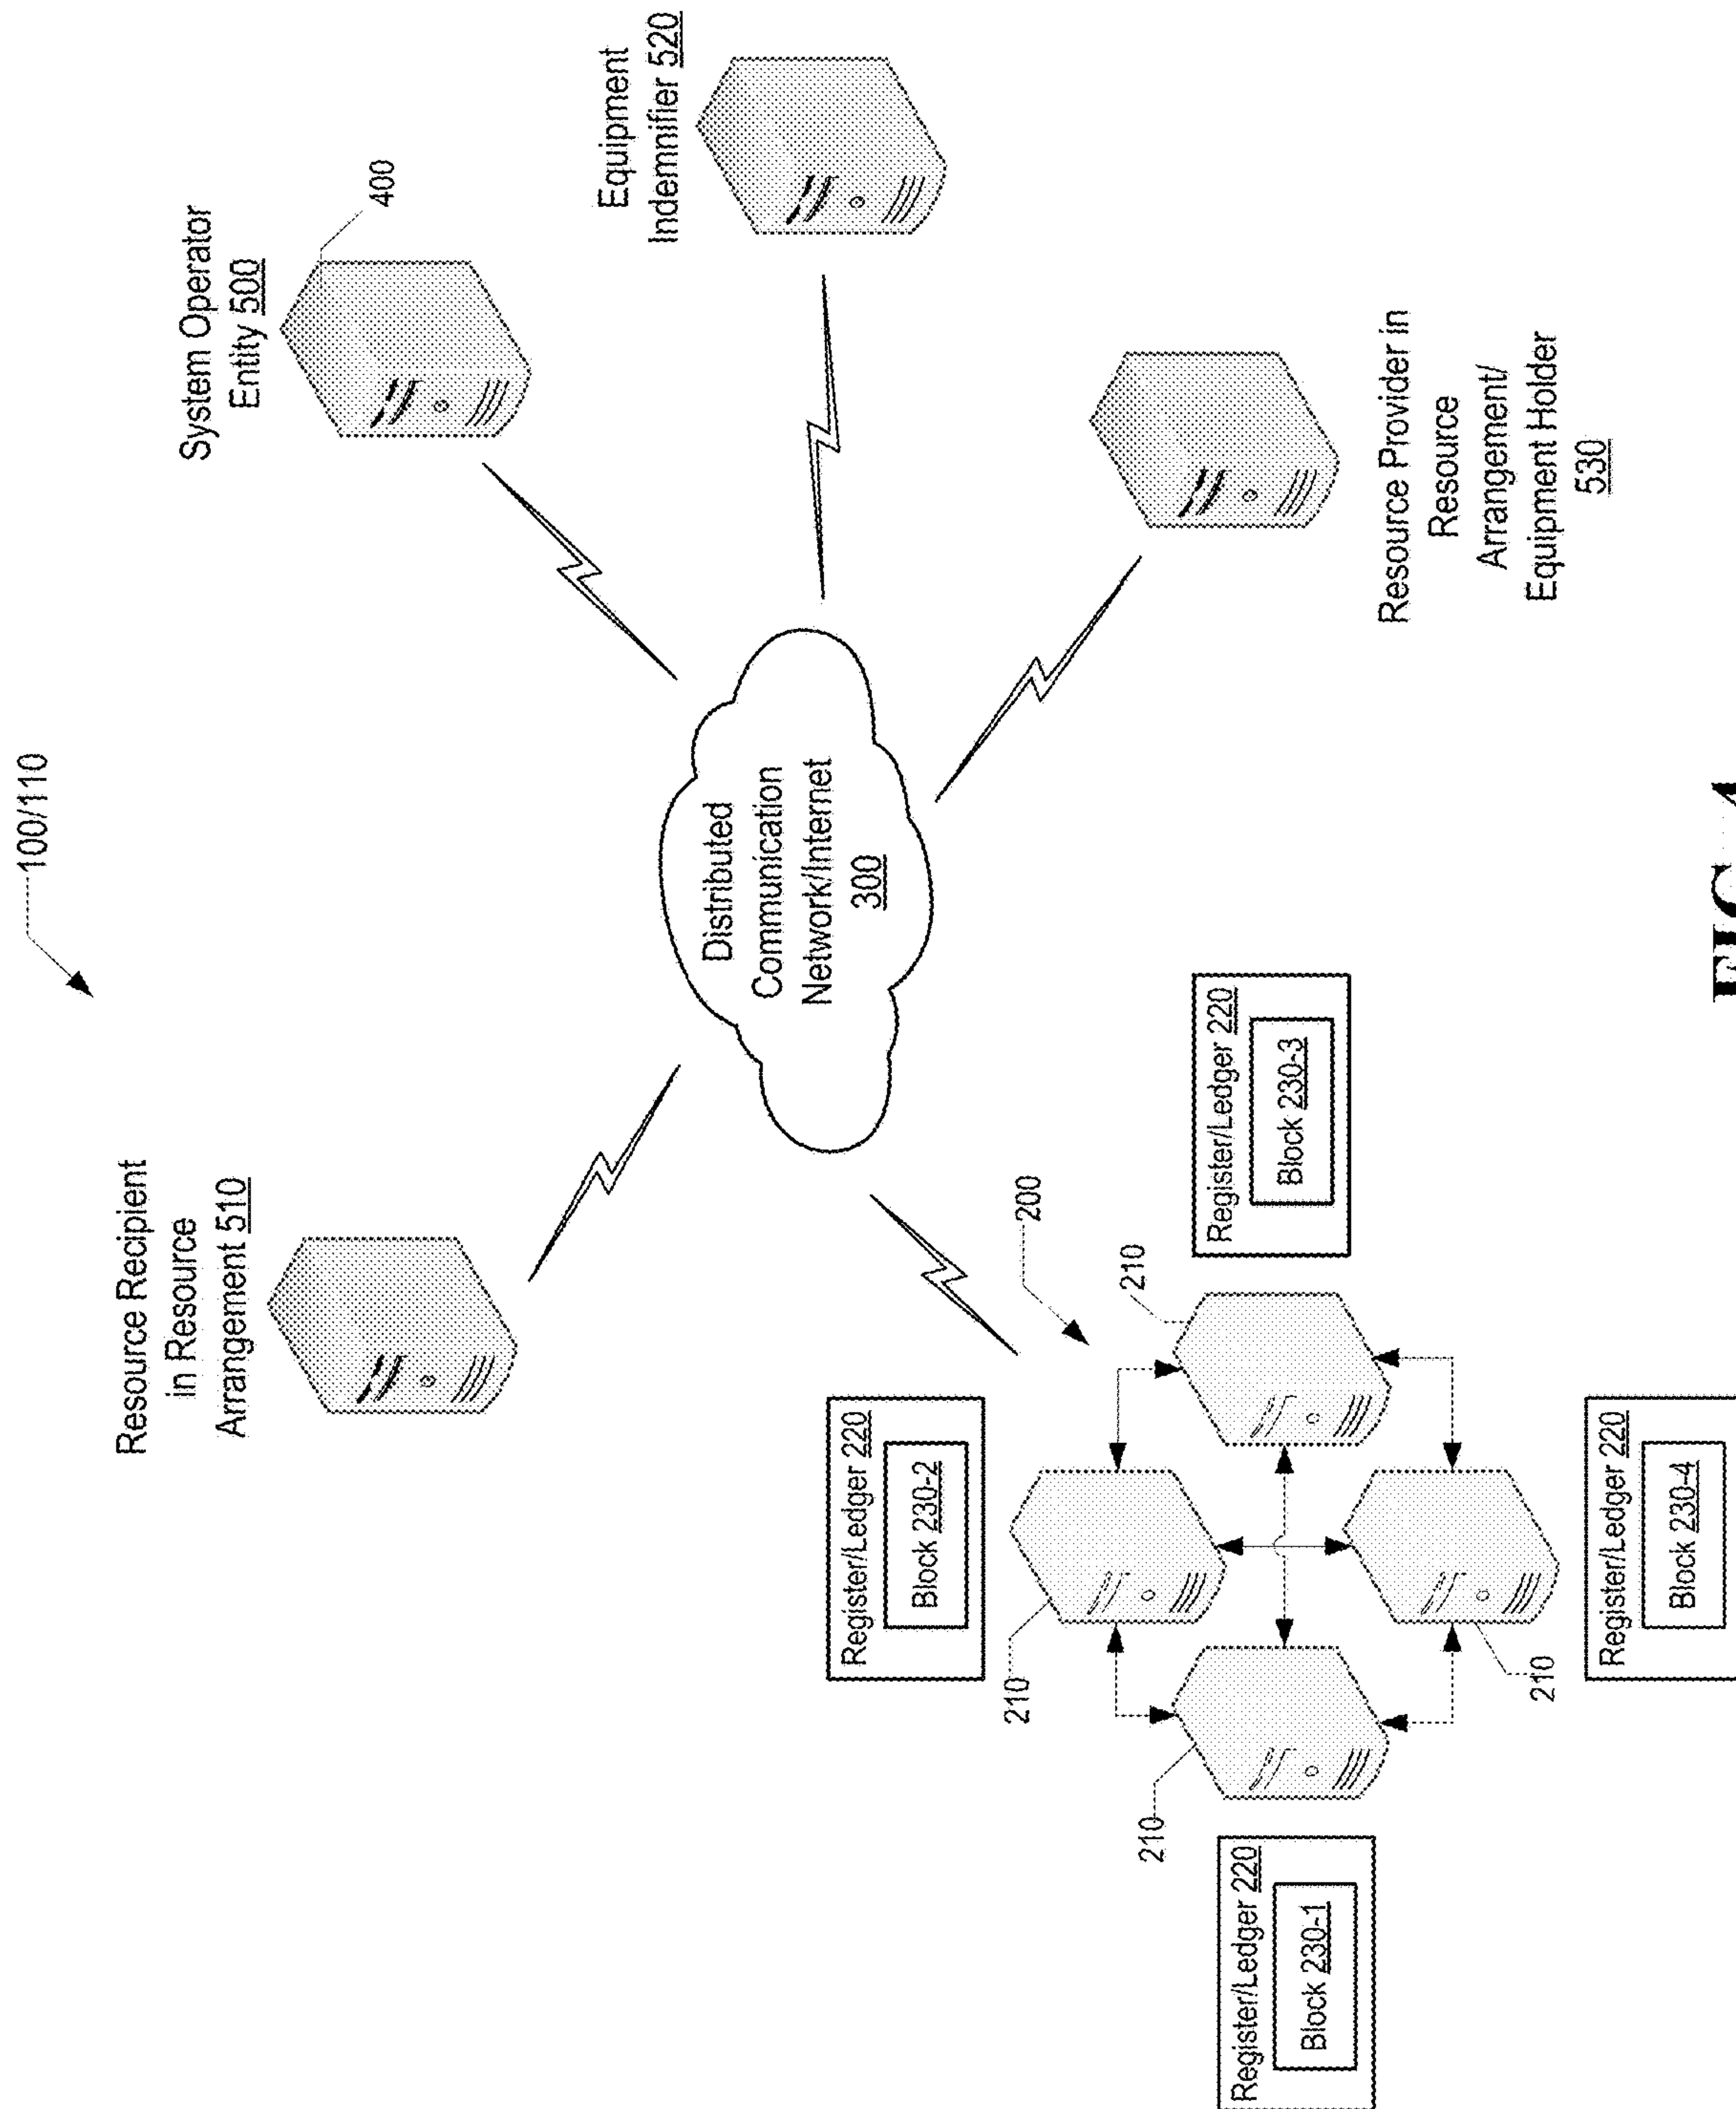 100/110
Resource Recipient
in Resource
Arrangement 510
System Operator
Entity 500
400
Equipment
Indemnifier 520
Distributed
Communication
Network/Internet
300
Resource Provider in
Resource
Arrangement/
Equipment Holder
530
200
Register/Ledger 220
Block 230-1
Register/Ledger 220
Block 230-2
Register/Ledger 220
Block 230-3
Register/Ledger 220
Block 230-4
210
210
210
210